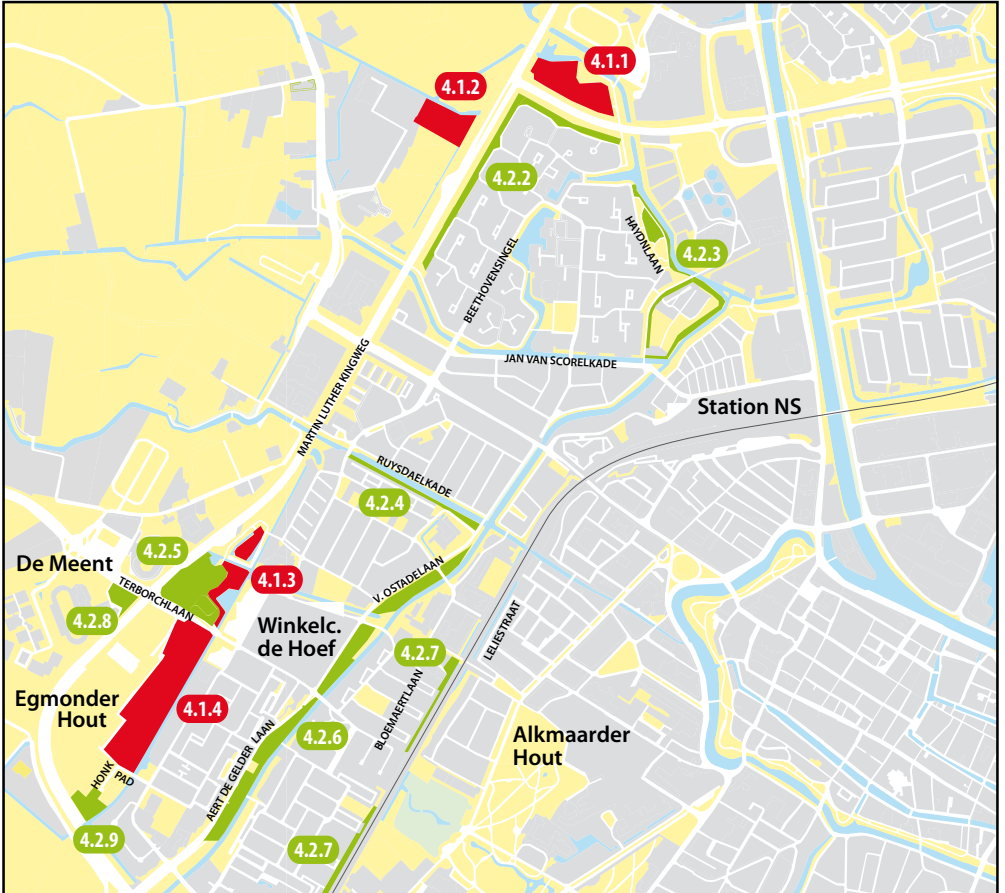 4.1.1
4.1.2
4.2.2
HAYDNLAAN
4.2.3
BEETHOVENSINGEL
JAN VAN SCORELKADE
MARTIN LUTHER KINGWEG
Station NS
RUYSDAELKADE
4.2.4
4.2.5
De Meent
TERBORCHLAAN
4.1.3
V. OSTADELAAN
4.2.8
Winkelc.
de Hoef
LELIESTRAAT
4.2.7
Egmonder
Hout
4.1.4
BLOEMAERTLAAN
4.2.6
AERT DE GELDER LAAN
Alkmaarder
Hout
HONK
PAD
4.2.9
4.2.7